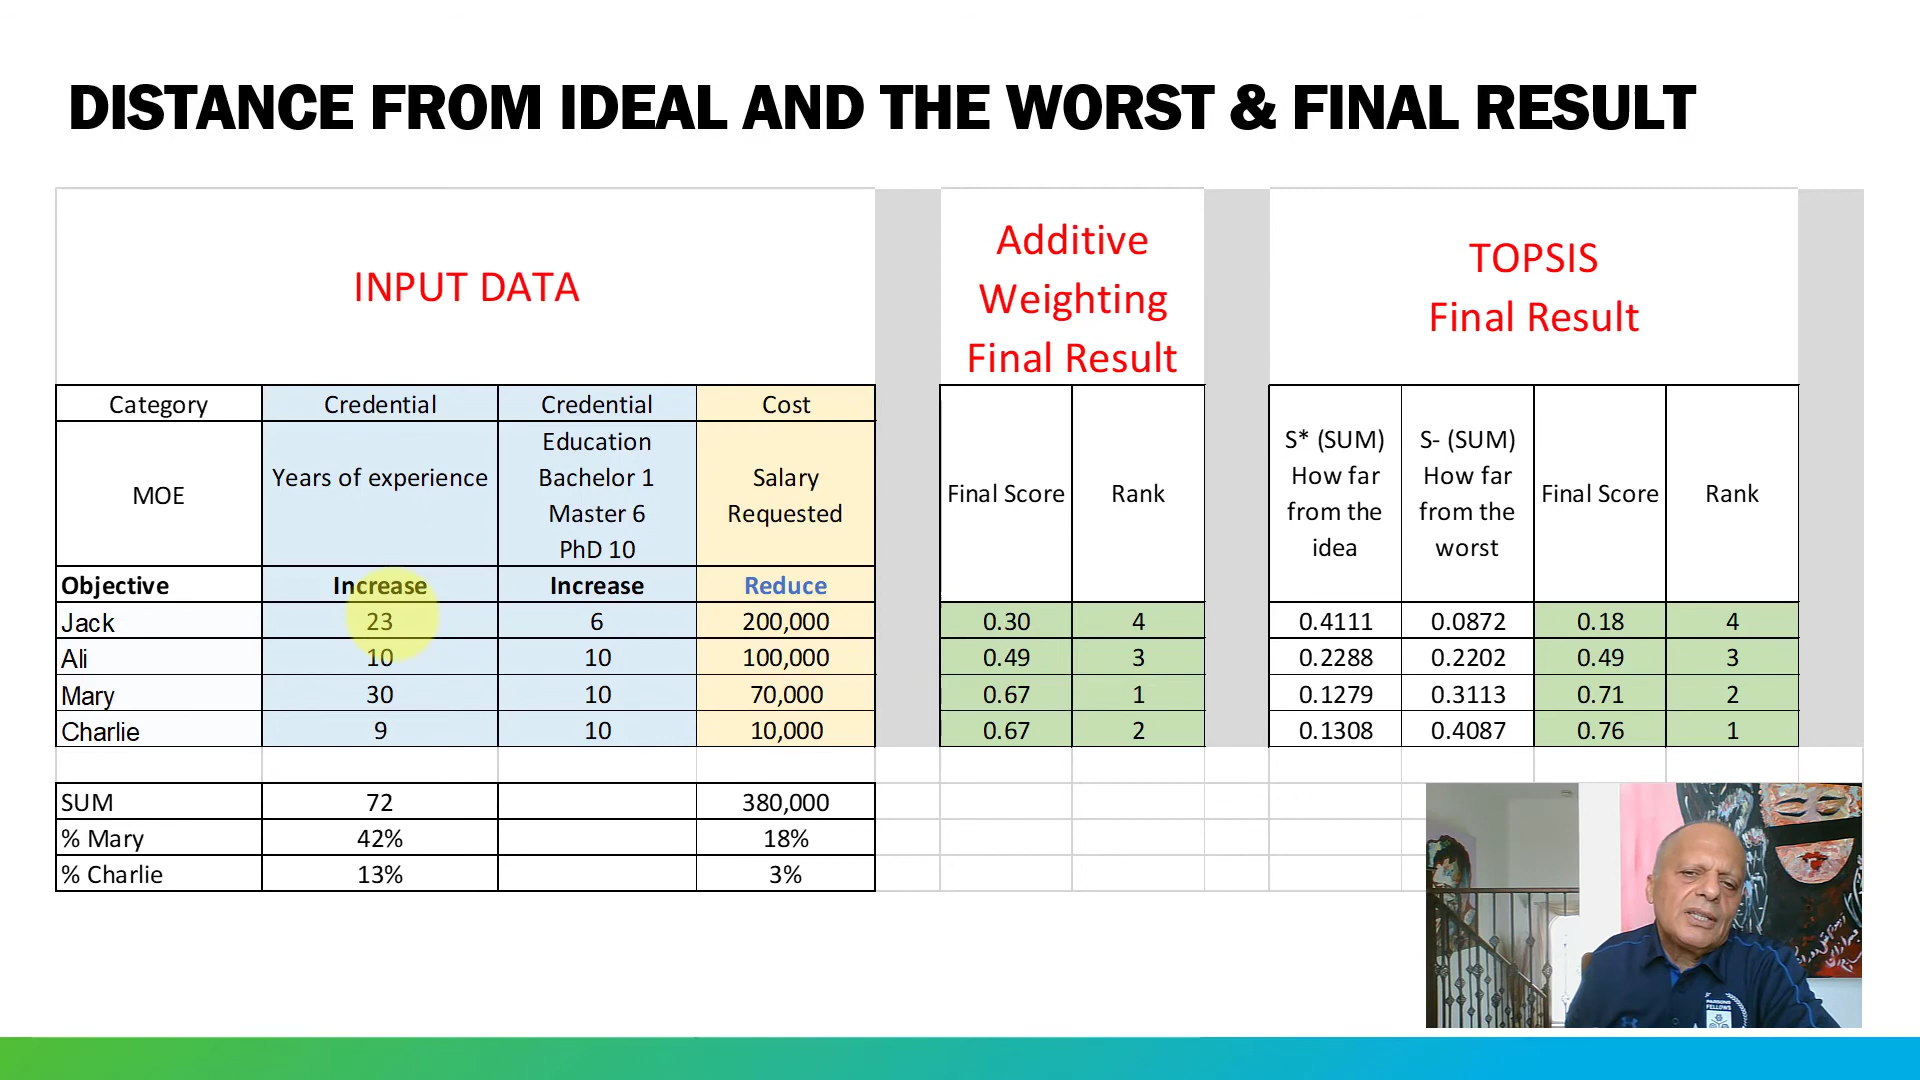 DISTANCE FROM IDEAL AND THE WORST & FINAL RESULT
INPUT DATA
Additive
Weighting
Final Result
TOPSIS
Final Result
Category Credential Credential Cost
MOE
Years of experience
Education
Bachelor 1
Master 6
PhD 10
Salary
Requested
Final Score
Rank
S* (SUM)
How far
from the
idea
S- (SUM)
How far
from the
worst
Final Score
Rank
Objective Increase Increase Reduce
Jack 23 6 200,000 0.30 4 0.4111 0.0872 0.18 4
Ali 10 10 100,000 0.49 3 0.2288 0.2202 0.49 3
Mary 30 10 70,000 0.67 1 0.1279 0.3113 0.71 2
Charlie 9 10 10,000 0.67 2 0.1308 0.4087 0.76 1
SUM 72 380,000
% Mary 42% 18%
% Charlie 13% 3%
FELLOWS